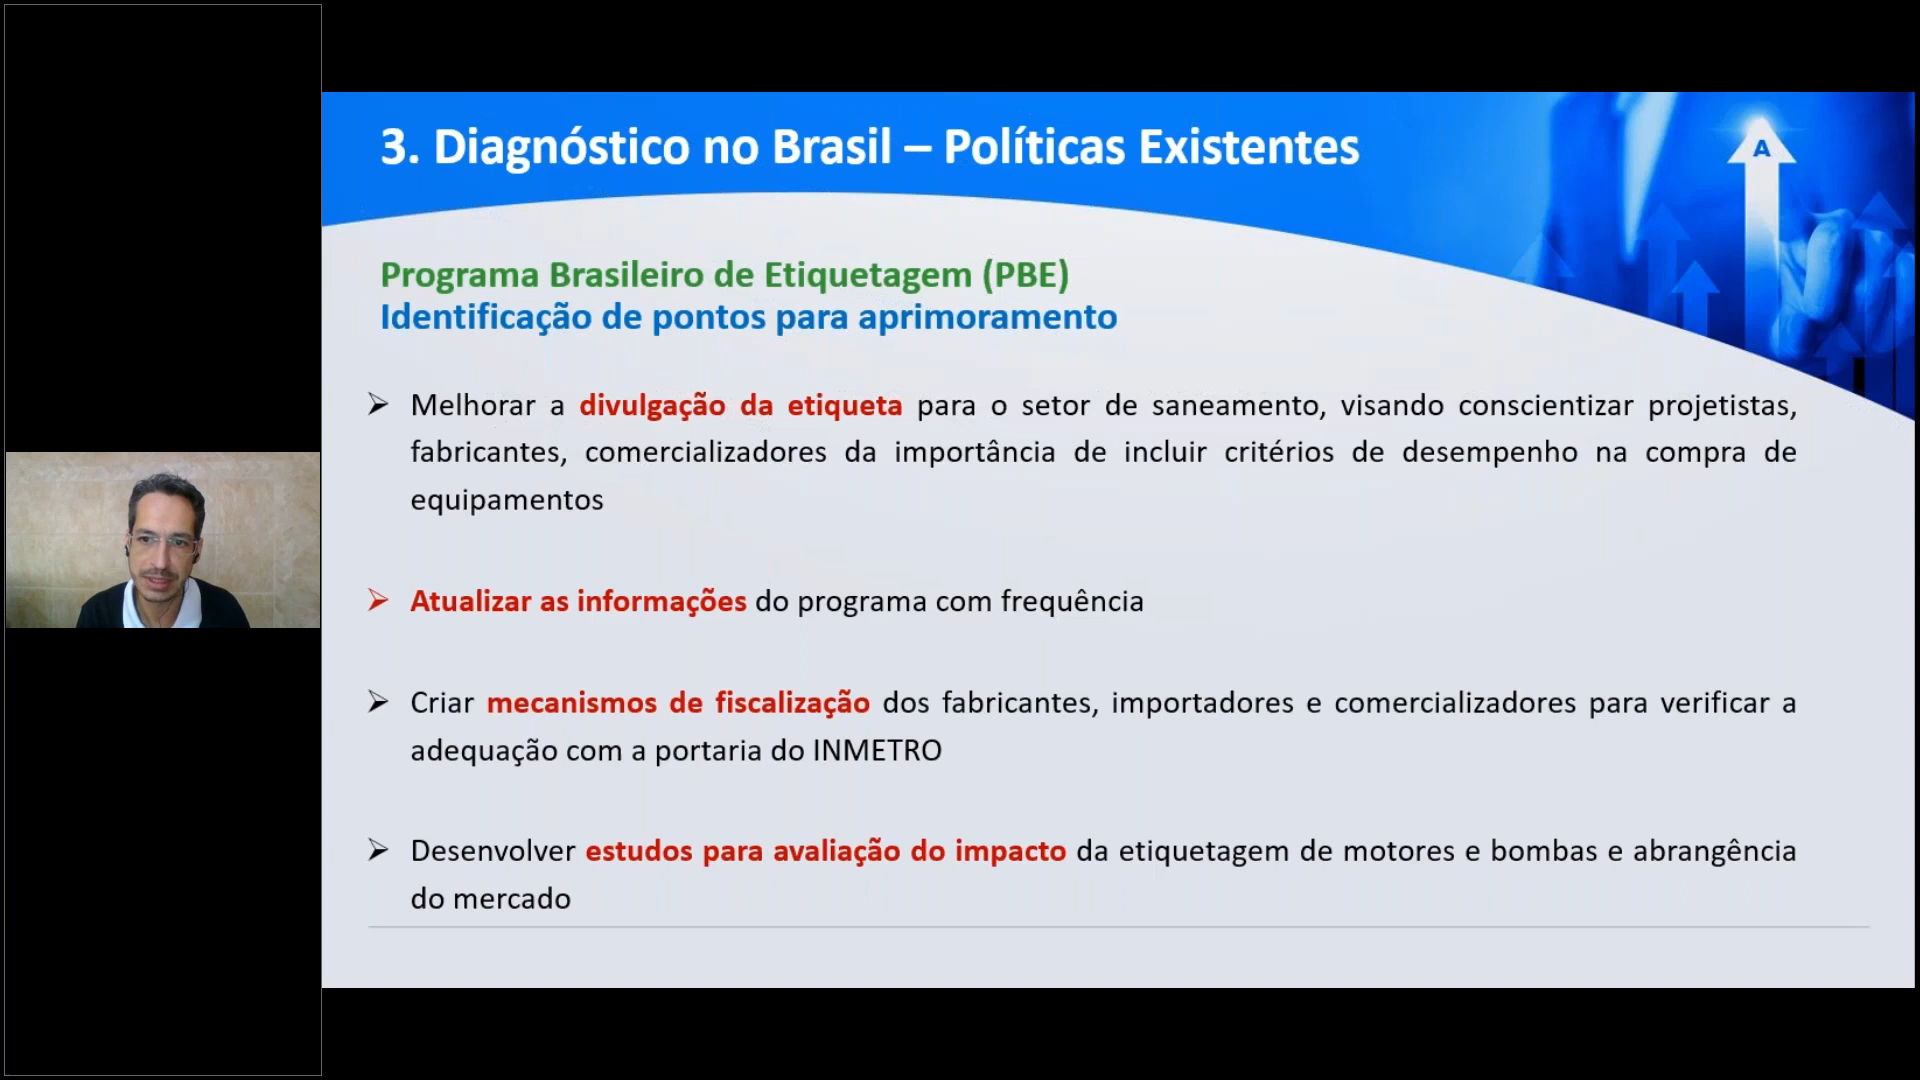 3. Diagnóstico no Brasil – Políticas Existentes
A
Programa Brasileiro de Etiquetagem (PBE)
Identificação de pontos para aprimoramento
➢ Melhorar a divulgação da etiqueta para o setor de saneamento, visando conscientizar projetistas,
fabricantes, comercializadores da importância de incluir critérios de desempenho na compra de
equipamentos
➢ Atualizar as informações do programa com frequência
➢ Criar mecanismos de fiscalização dos fabricantes, importadores e comercializadores para verificar a
adequação com a portaria do INMETRO
➢ Desenvolver estudos para avaliação do impacto da etiquetagem de motores e bombas e abrangência
do mercado